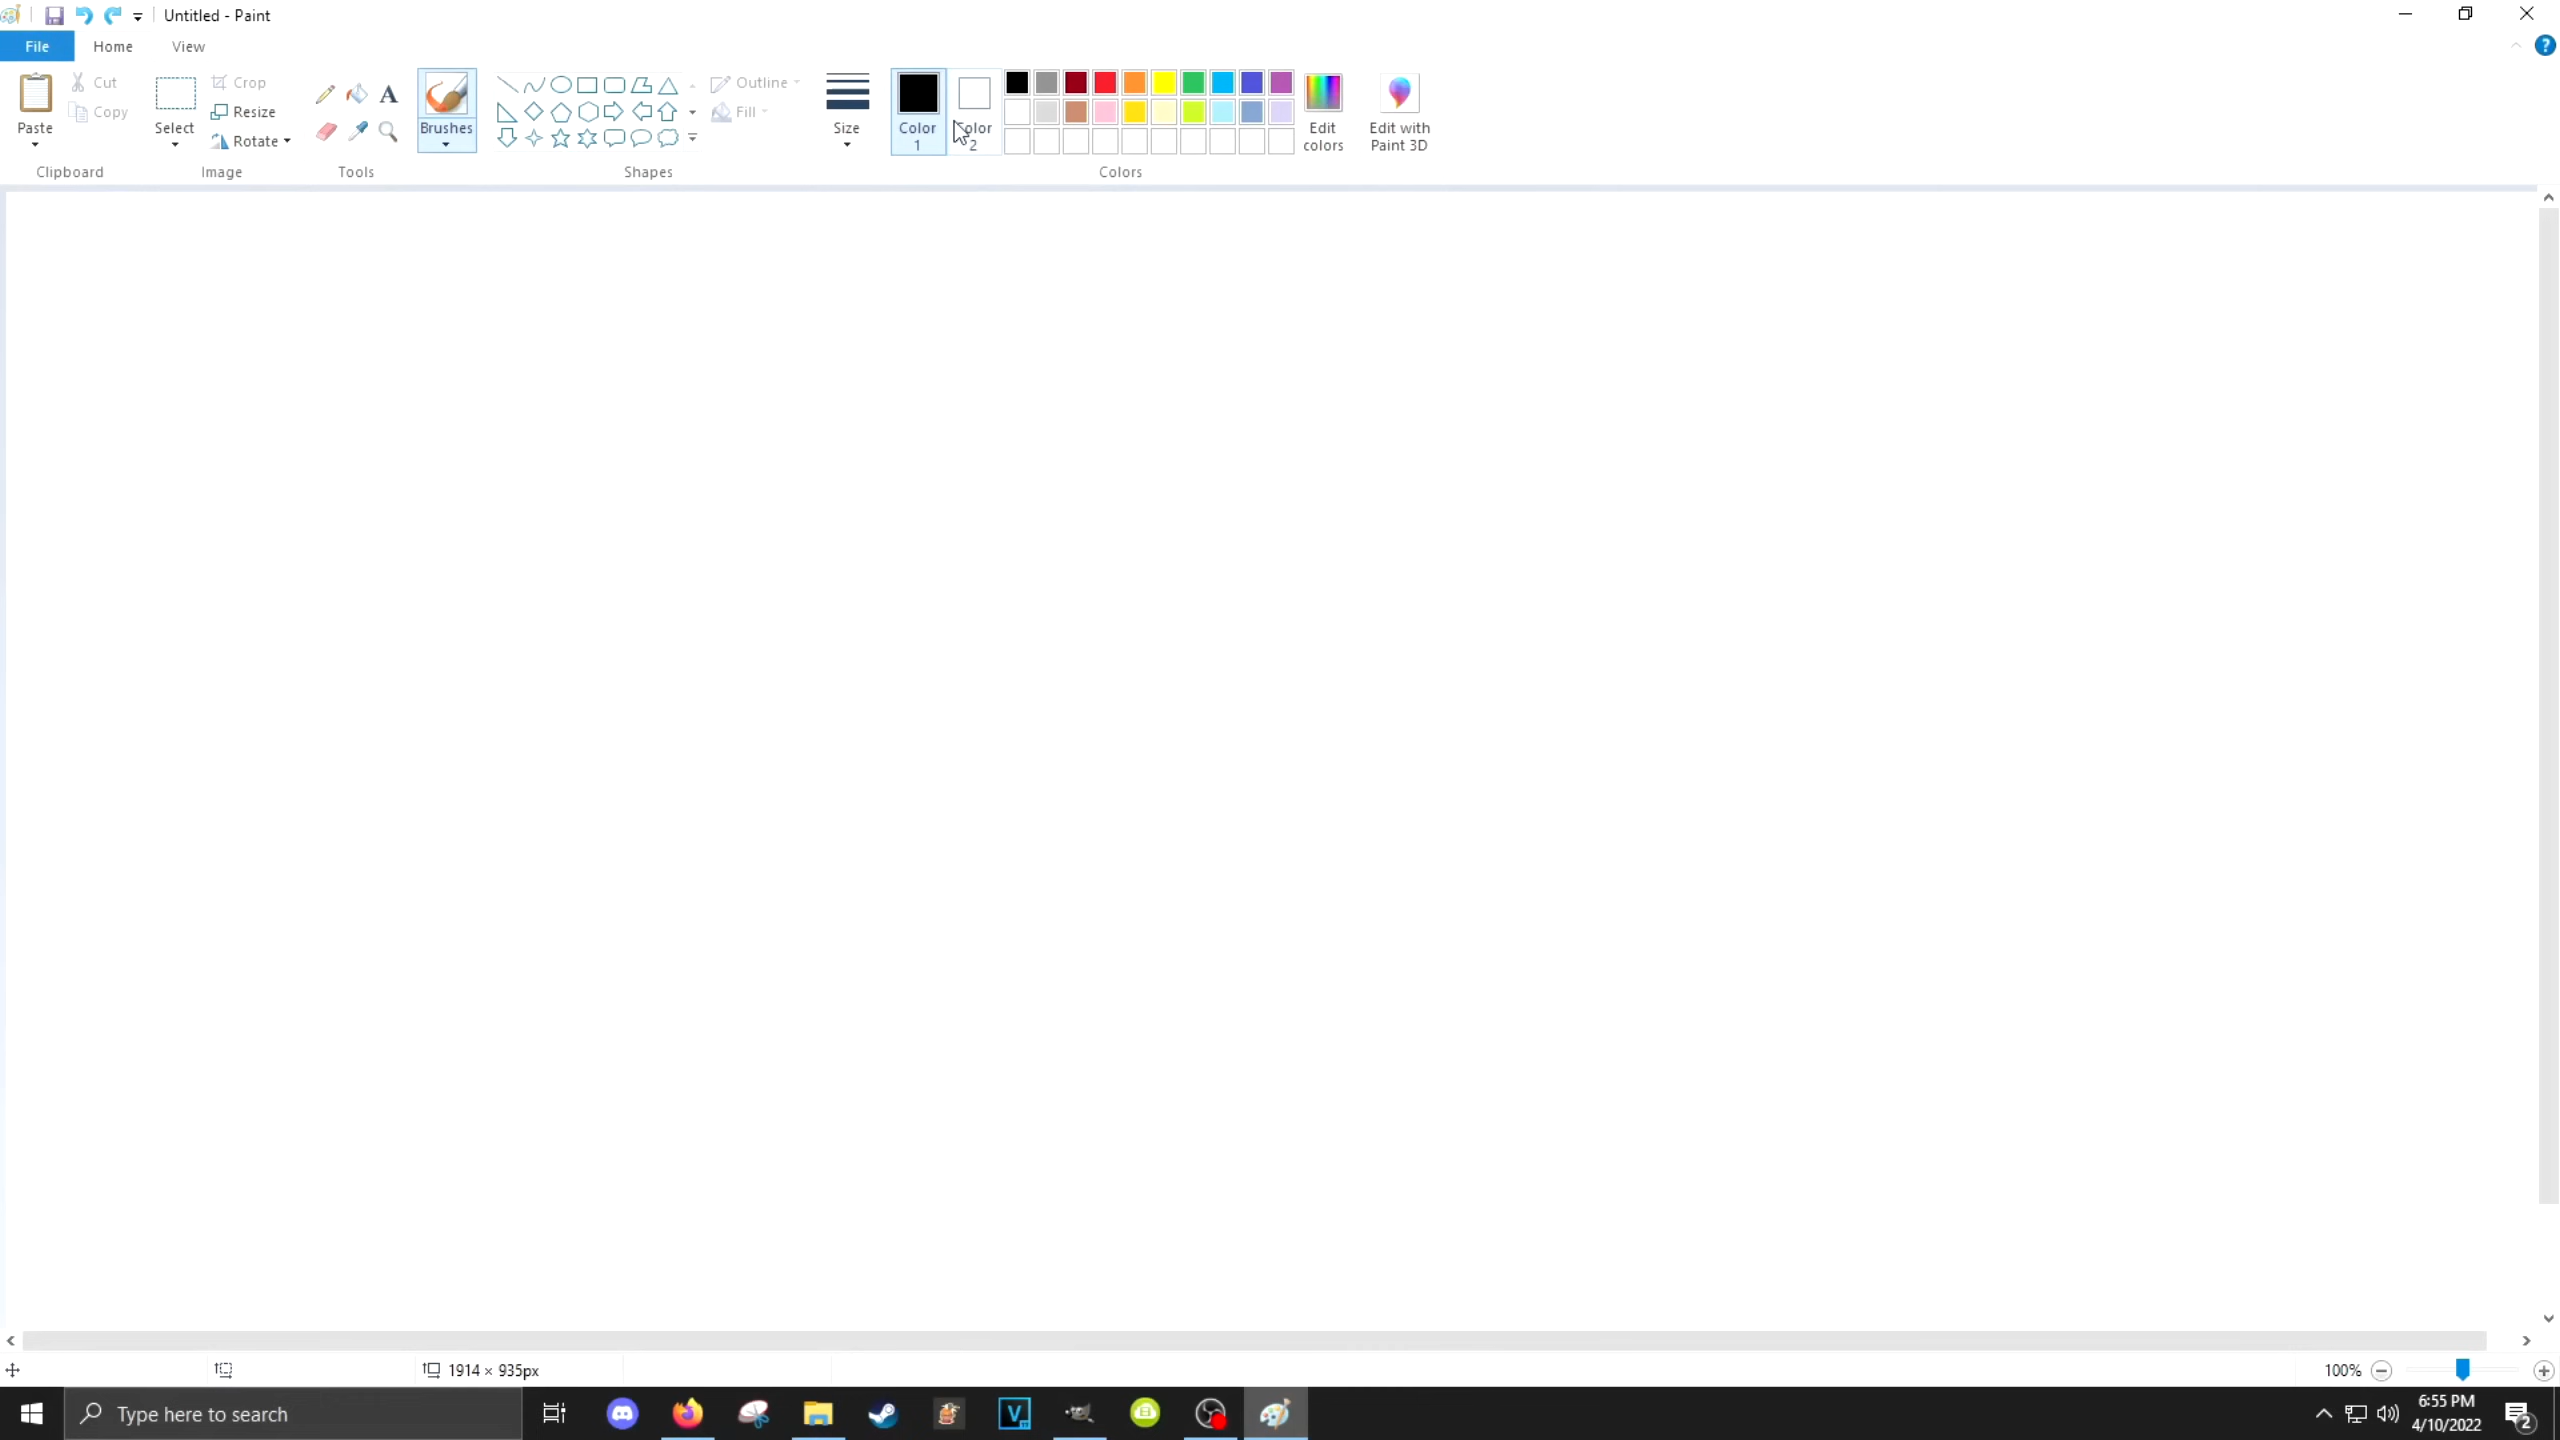 Untitled - Paint
File Home View
Paste
Cut
Copy
Clipboard
Select
Crop
Resize
Rotate
Image
A
Tools
Brushes
Shapes
Outline
Fill
Size
Color
1
Color
2
Colors
Edit
colors
Edit with
Paint 3D
?
1914 × 935px
100%
Type here to search
V
6:55 PM
4/10/2022
2